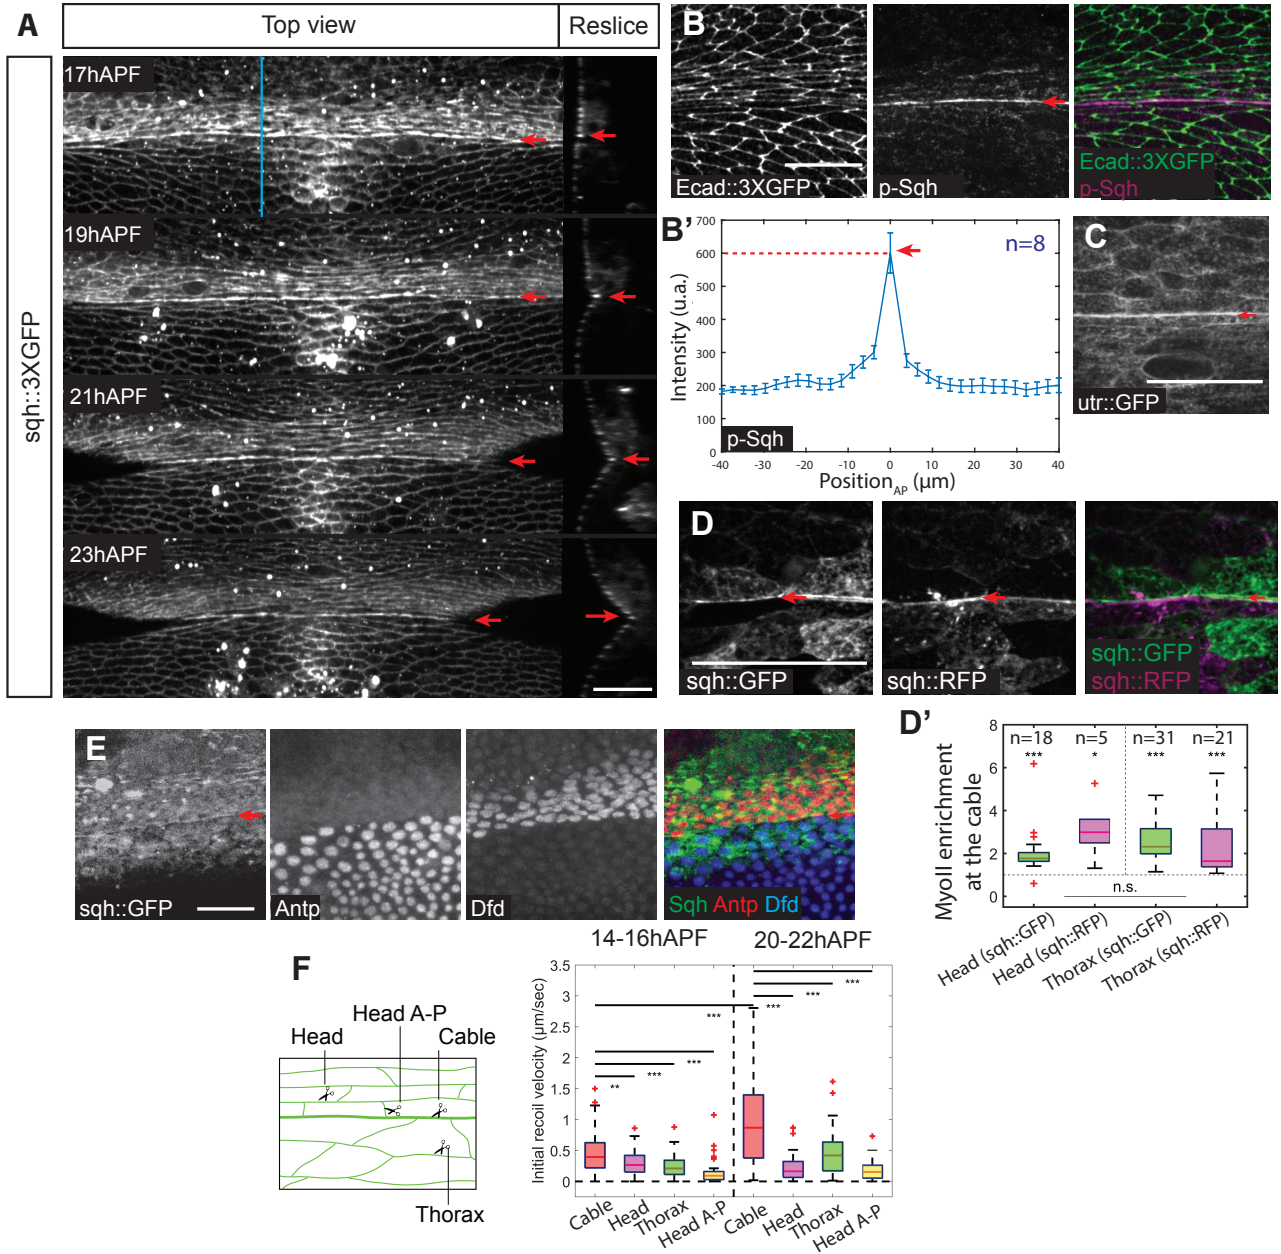 A
Top view
Reslice
sqh::3XGFP
17hAPF
19hAPF
21hAPF
23hAPF
B
Ecad::3XGFP
p-Sqh
Ecad::3XGFP
p-Sqh
B'
700
600
500
400
300
200
100
0
Intensity (u.a.)
n=8
p-Sqh
-40 -30 -20 -10 0 10 20 30 40
PositionAP (µm)
C
utr::GFP
D
sqh::GFP
sqh::RFP
sqh::GFP
sqh::RFP
D'
MyoII enrichment
at the cable
8
6
4
2
0
n=18 n=5 n=31 n=21
*** * *** ***
n.s.
Head (sqh::GFP)
Head (sqh::RFP)
Thorax (sqh::GFP)
Thorax (sqh::RFP)
E
sqh::GFP
Antp
Dfd
Sqh Antp Dfd
F
Head
Head A-P
Cable
Thorax
14-16hAPF
20-22hAPF
Initial recoil velocity (µm/sec)
3.5
3
2.5
2
1.5
1
0.5
0
**
***
***
***
***
***
***
***
Cable
Head
Thorax
Head A-P
Cable
Head
Thorax
Head A-P